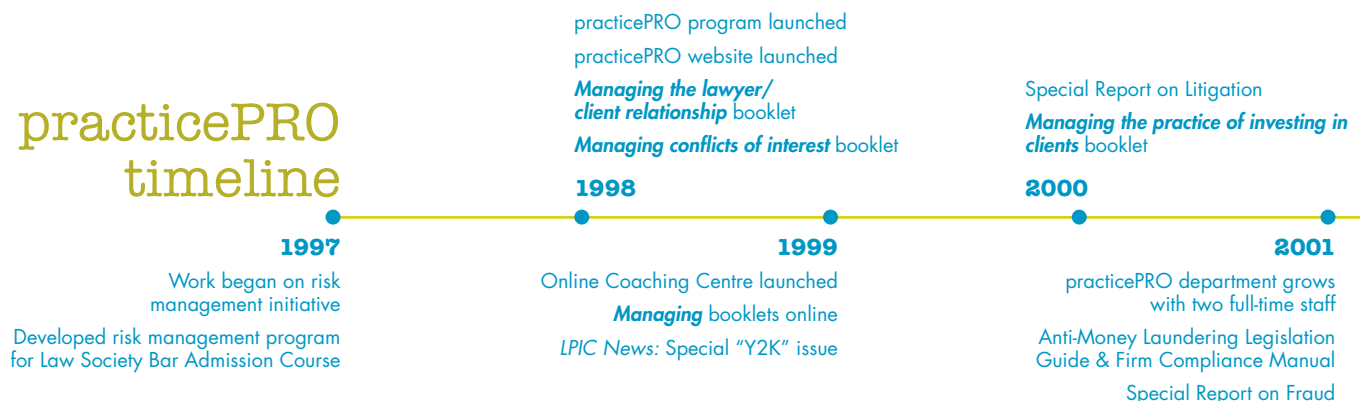 practicePRO
timeline
1997
Work began on risk
management initiative
Developed risk management program
for Law Society Bar Admission Course
practicePRO program launched
practicePRO website launched
Managing the lawyer/
client relationship booklet
Managing conflicts of interest booklet
1998
1999
Online Coaching Centre launched
Managing booklets online
LPIC News: Special “Y2K” issue
Special Report on Litigation
Managing the practice of investing in
clients booklet
2000
2001
practicePRO department grows
with two full-time staff
Anti-Money Laundering Legislation
Guide & Firm Compliance Manual
Special Report on Fraud